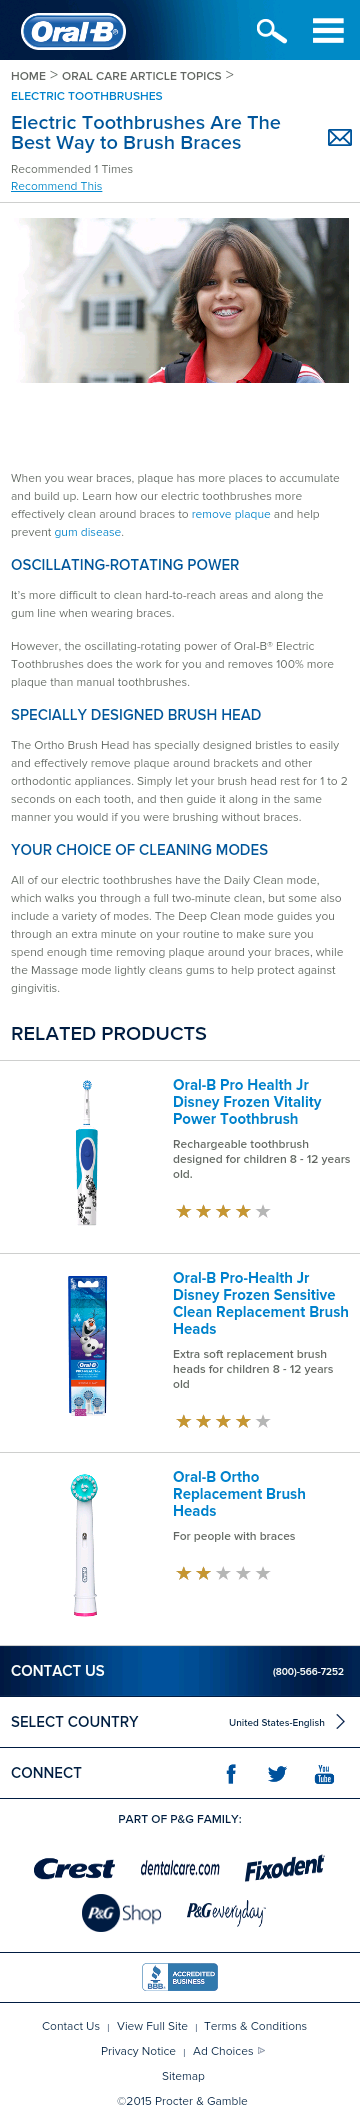 Oral-B®
HOME > ORAL CARE ARTICLE TOPICS >
ELECTRIC TOOTHBRUSHES
Electric Toothbrushes Are The
Best Way to Brush Braces
Recommended 1 Times
Recommend This
When you wear braces, plaque has more places to accumulate
and build up. Learn how our electric toothbrushes more
effectively clean around braces to remove plaque and help
prevent gum disease.
OSCILLATING-ROTATING POWER
It's more difficult to clean hard-to-reach areas and along the
gum line when wearing braces.
However, the oscillating-rotating power of Oral-B® Electric
Toothbrushes does the work for you and removes 100% more
plaque than manual toothbrushes.
SPECIALLY DESIGNED BRUSH HEAD
The Ortho Brush Head has specially designed bristles to easily
and effectively remove plaque around brackets and other
orthodontic appliances. Simply let your brush head rest for 1 to 2
seconds on each tooth, and then guide it along in the same
manner you would if you were brushing without braces.
YOUR CHOICE OF CLEANING MODES
All of our electric toothbrushes have the Daily Clean mode,
which walks you through a full two-minute clean, but some also
include a variety of modes. The Deep Clean mode guides you
through an extra minute on your routine to make sure you
spend enough time removing plaque around your braces, while
the Massage mode lightly cleans gums to help protect against
gingivitis.
RELATED PRODUCTS
Oral-B Pro Health Jr
Disney Frozen Vitality
Power Toothbrush
Rechargeable toothbrush
designed for children 8 - 12 years
old.
Oral-B Pro-Health Jr
Disney Frozen Sensitive
Clean Replacement Brush
Heads
Extra soft replacement brush
heads for children 8 - 12 years
old
Oral-B
Oral-B Ortho
Replacement Brush
Heads
For people with braces
Oral-B
CONTACT US (800)-566-7252
SELECT COUNTRY United States-English
CONNECT You Tube
PART OF P&G FAMILY:
Crest dentalcare.com Fixodent
P&G Shop P&G everyday
BBB. ACCREDITED BUSINESS
Contact Us | View Full Site | Terms & Conditions
Privacy Notice | Ad Choices
Sitemap
©2015 Procter & Gamble